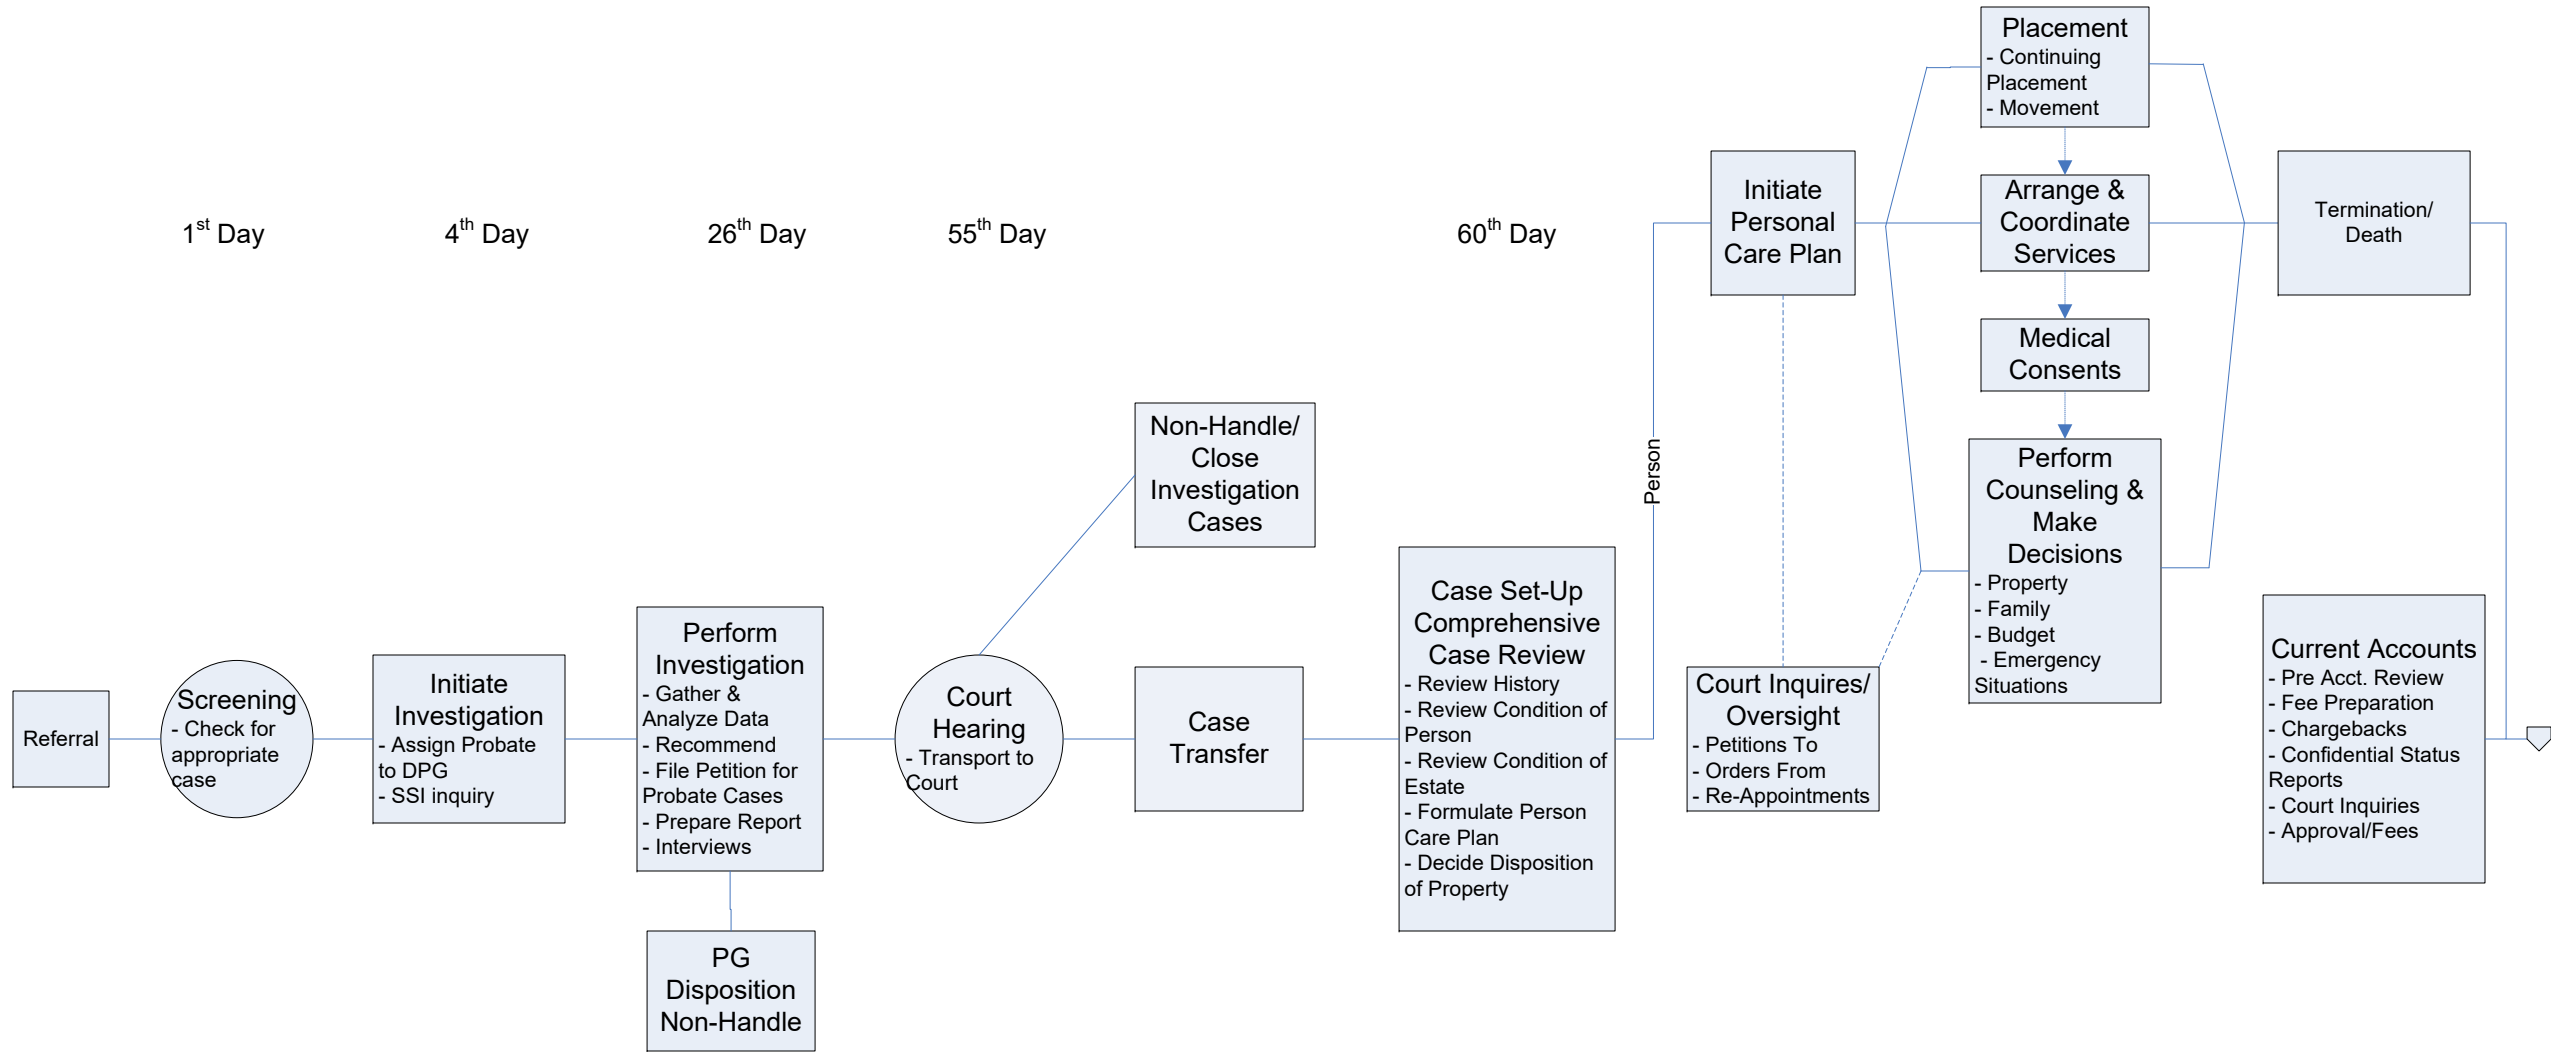 1st Day
4th Day
26th Day
55th Day
60th Day
Referral
Screening
- Check for
appropriate
case
Initiate
Investigation
- Assign Probate
to DPG
- SSI inquiry
Perform
Investigation
- Gather &
Analyze Data
- Recommend
- File Petition for
Probate Cases
- Prepare Report
- Interviews
PG
Disposition
Non-Handle
Court
Hearing
- Transport to
Court
Non-Handle/
Close
Investigation
Cases
Case
Transfer
Case Set-Up
Comprehensive
Case Review
- Review History
- Review Condition of
Person
- Review Condition of
Estate
- Formulate Person
Care Plan
- Decide Disposition
of Property
Person
Initiate
Personal
Care Plan
Court Inquires/
Oversight
- Petitions To
- Orders From
- Re-Appointments
Placement
- Continuing
Placement
- Movement
Arrange &
Coordinate
Services
Medical
Consents
Perform
Counseling &
Make
Decisions
- Property
- Family
- Budget
- Emergency
Situations
Termination/
Death
Current Accounts
- Pre Acct. Review
- Fee Preparation
- Chargebacks
- Confidential Status
Reports
- Court Inquiries
- Approval/Fees